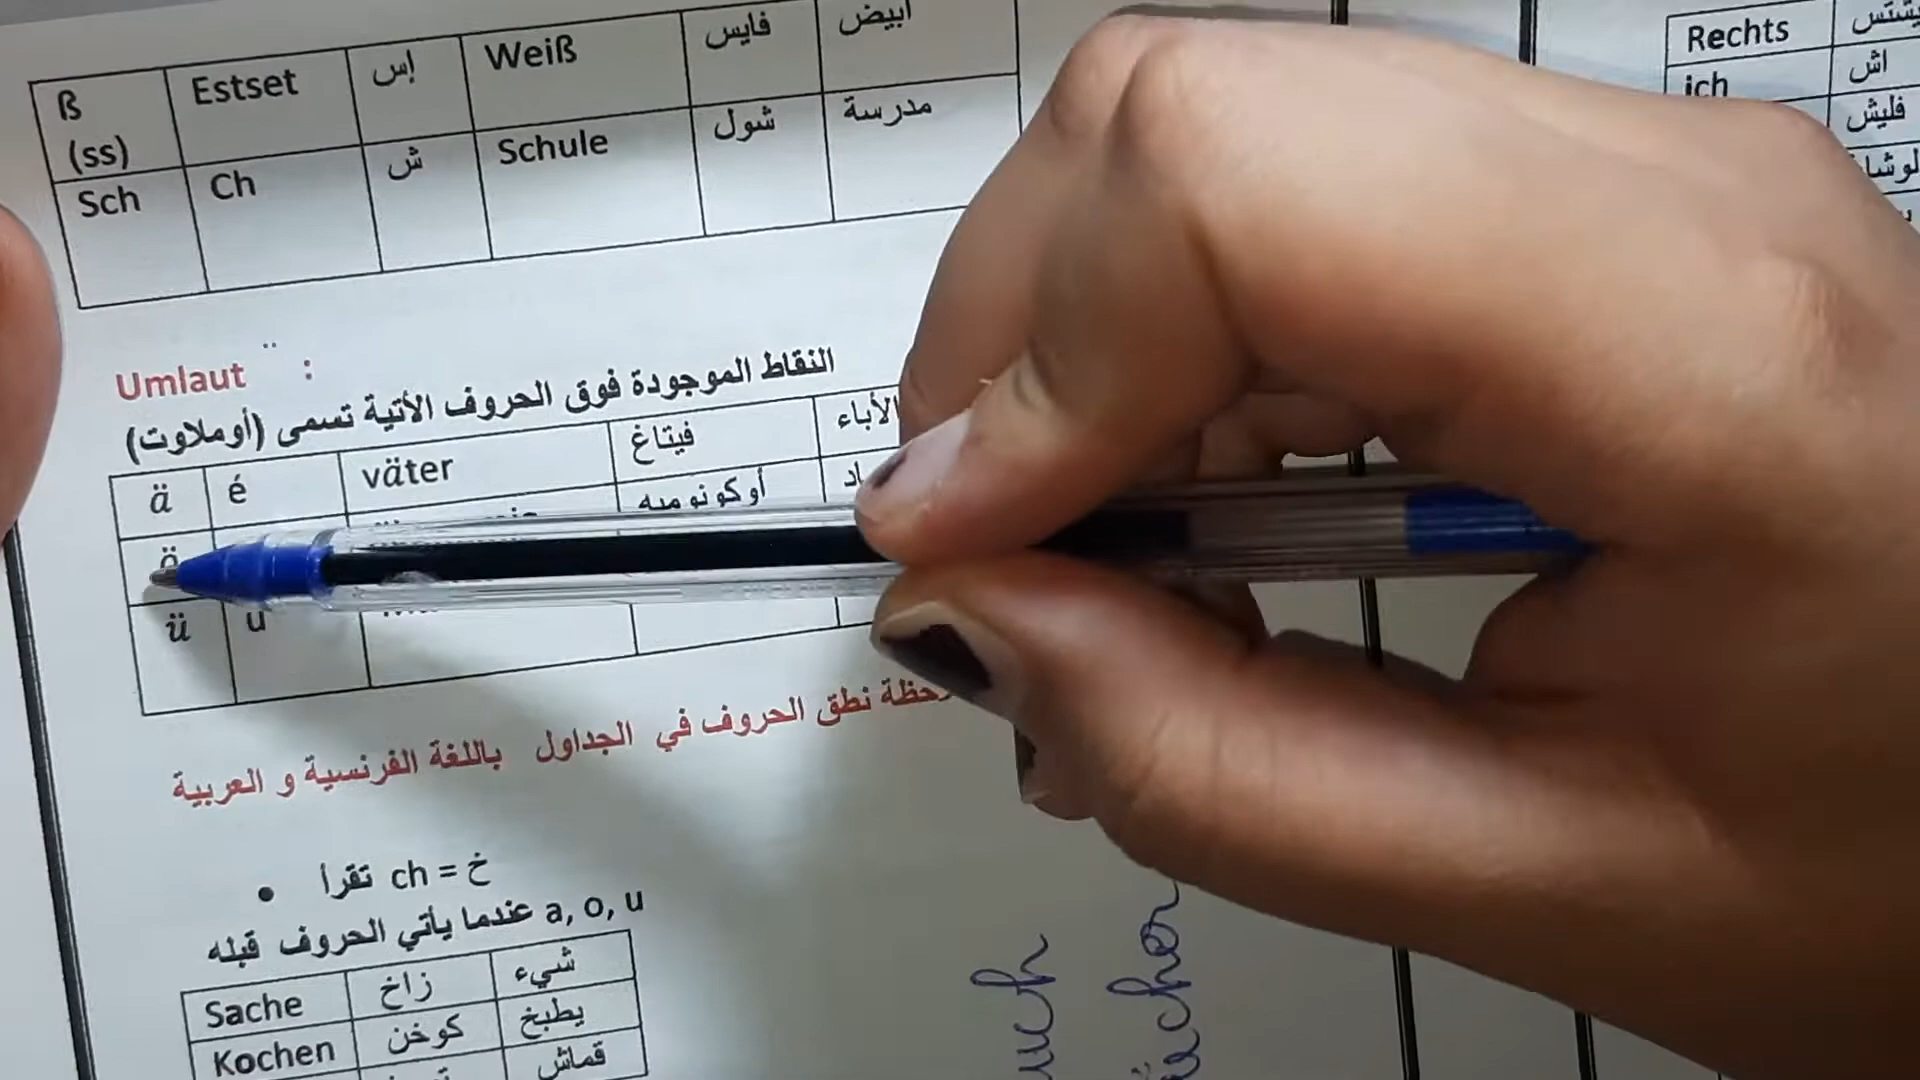 ß (ss) Estset إس Weiß فايس أبيض
Sch Ch ش Schule شول مدرسة
Umlaut ¨ :
النقاط الموجودة فوق الحروف الأتية تسمى (أوملاوت)
ä é väter فيتاغ الأباء
ö أوكونوميه
ü u
نطق الحروف في الجداول باللغة الفرنسية و العربية
• تقرأ ch = خ
عندما يأتي الحروف قبله a, o, u
Sache زاخ شيء
Kochen كوخن يطبخ
قماش
Rechts
ich اش
فليش